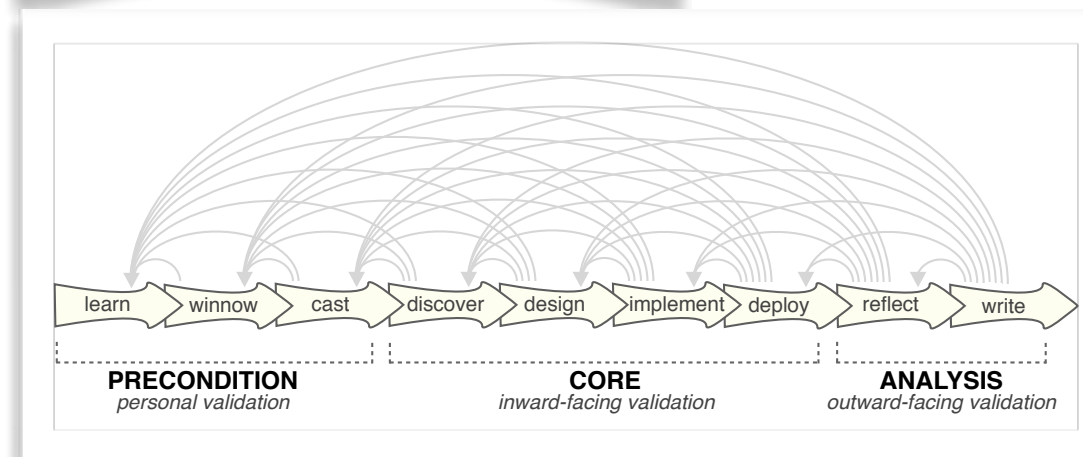 learn winnow cast discover design implement deploy reflect write
PRECONDITION CORE ANALYSIS
personal validation inward-facing validation outward-facing validation